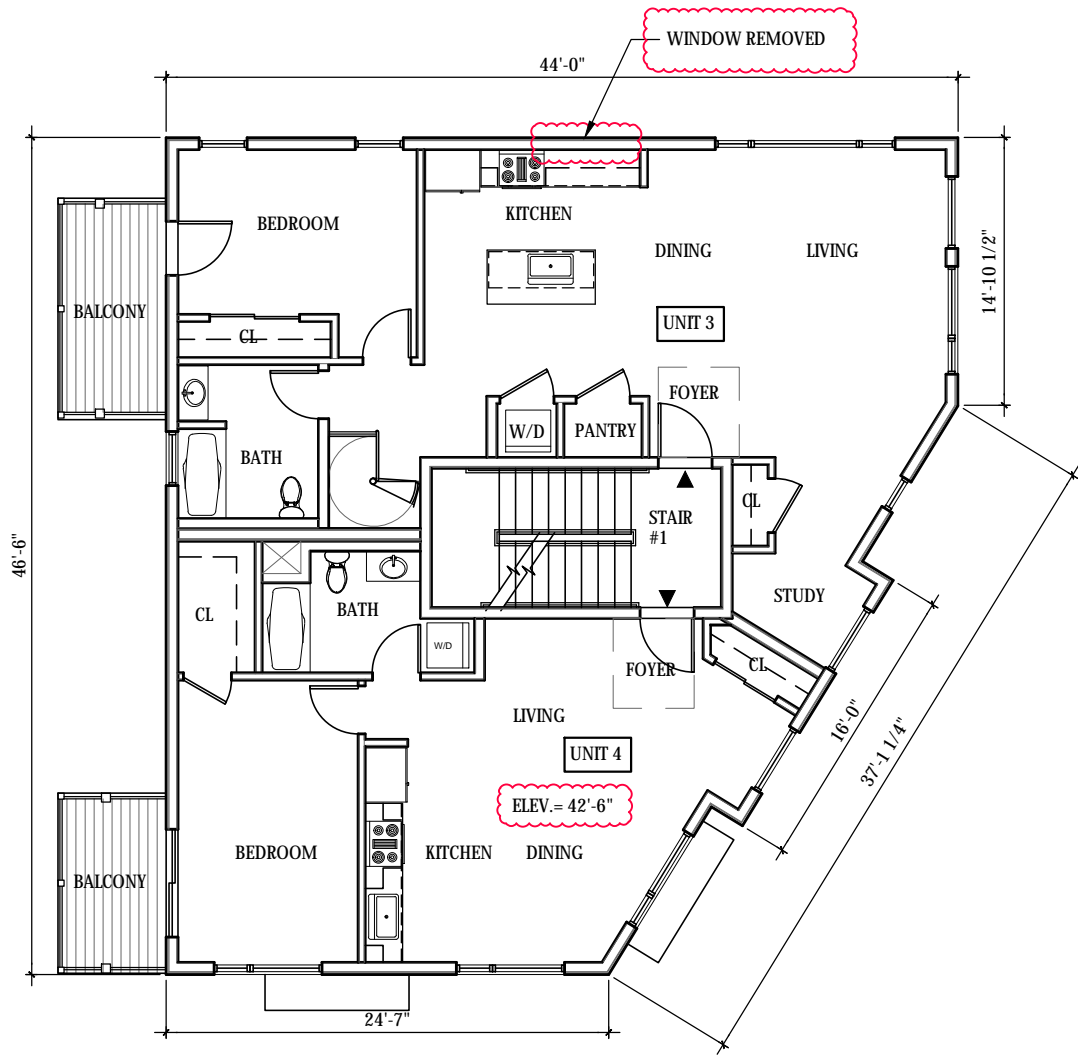 WINDOW REMOVED
44'-0"
BEDROOM
KITCHEN
DINING
LIVING
14'-10 1/2"
BALCONY
UNIT 3
CL
FOYER
W/D
PANTRY
BATH
CL
STAIR
#1
46'-6"
STUDY
CL
BATH
W/D
FOYER
CL
LIVING
16'-0"
37'-1 1/4"
UNIT 4
ELEV.= 42'-6"
BEDROOM
KITCHEN
DINING
BALCONY
24'-7"